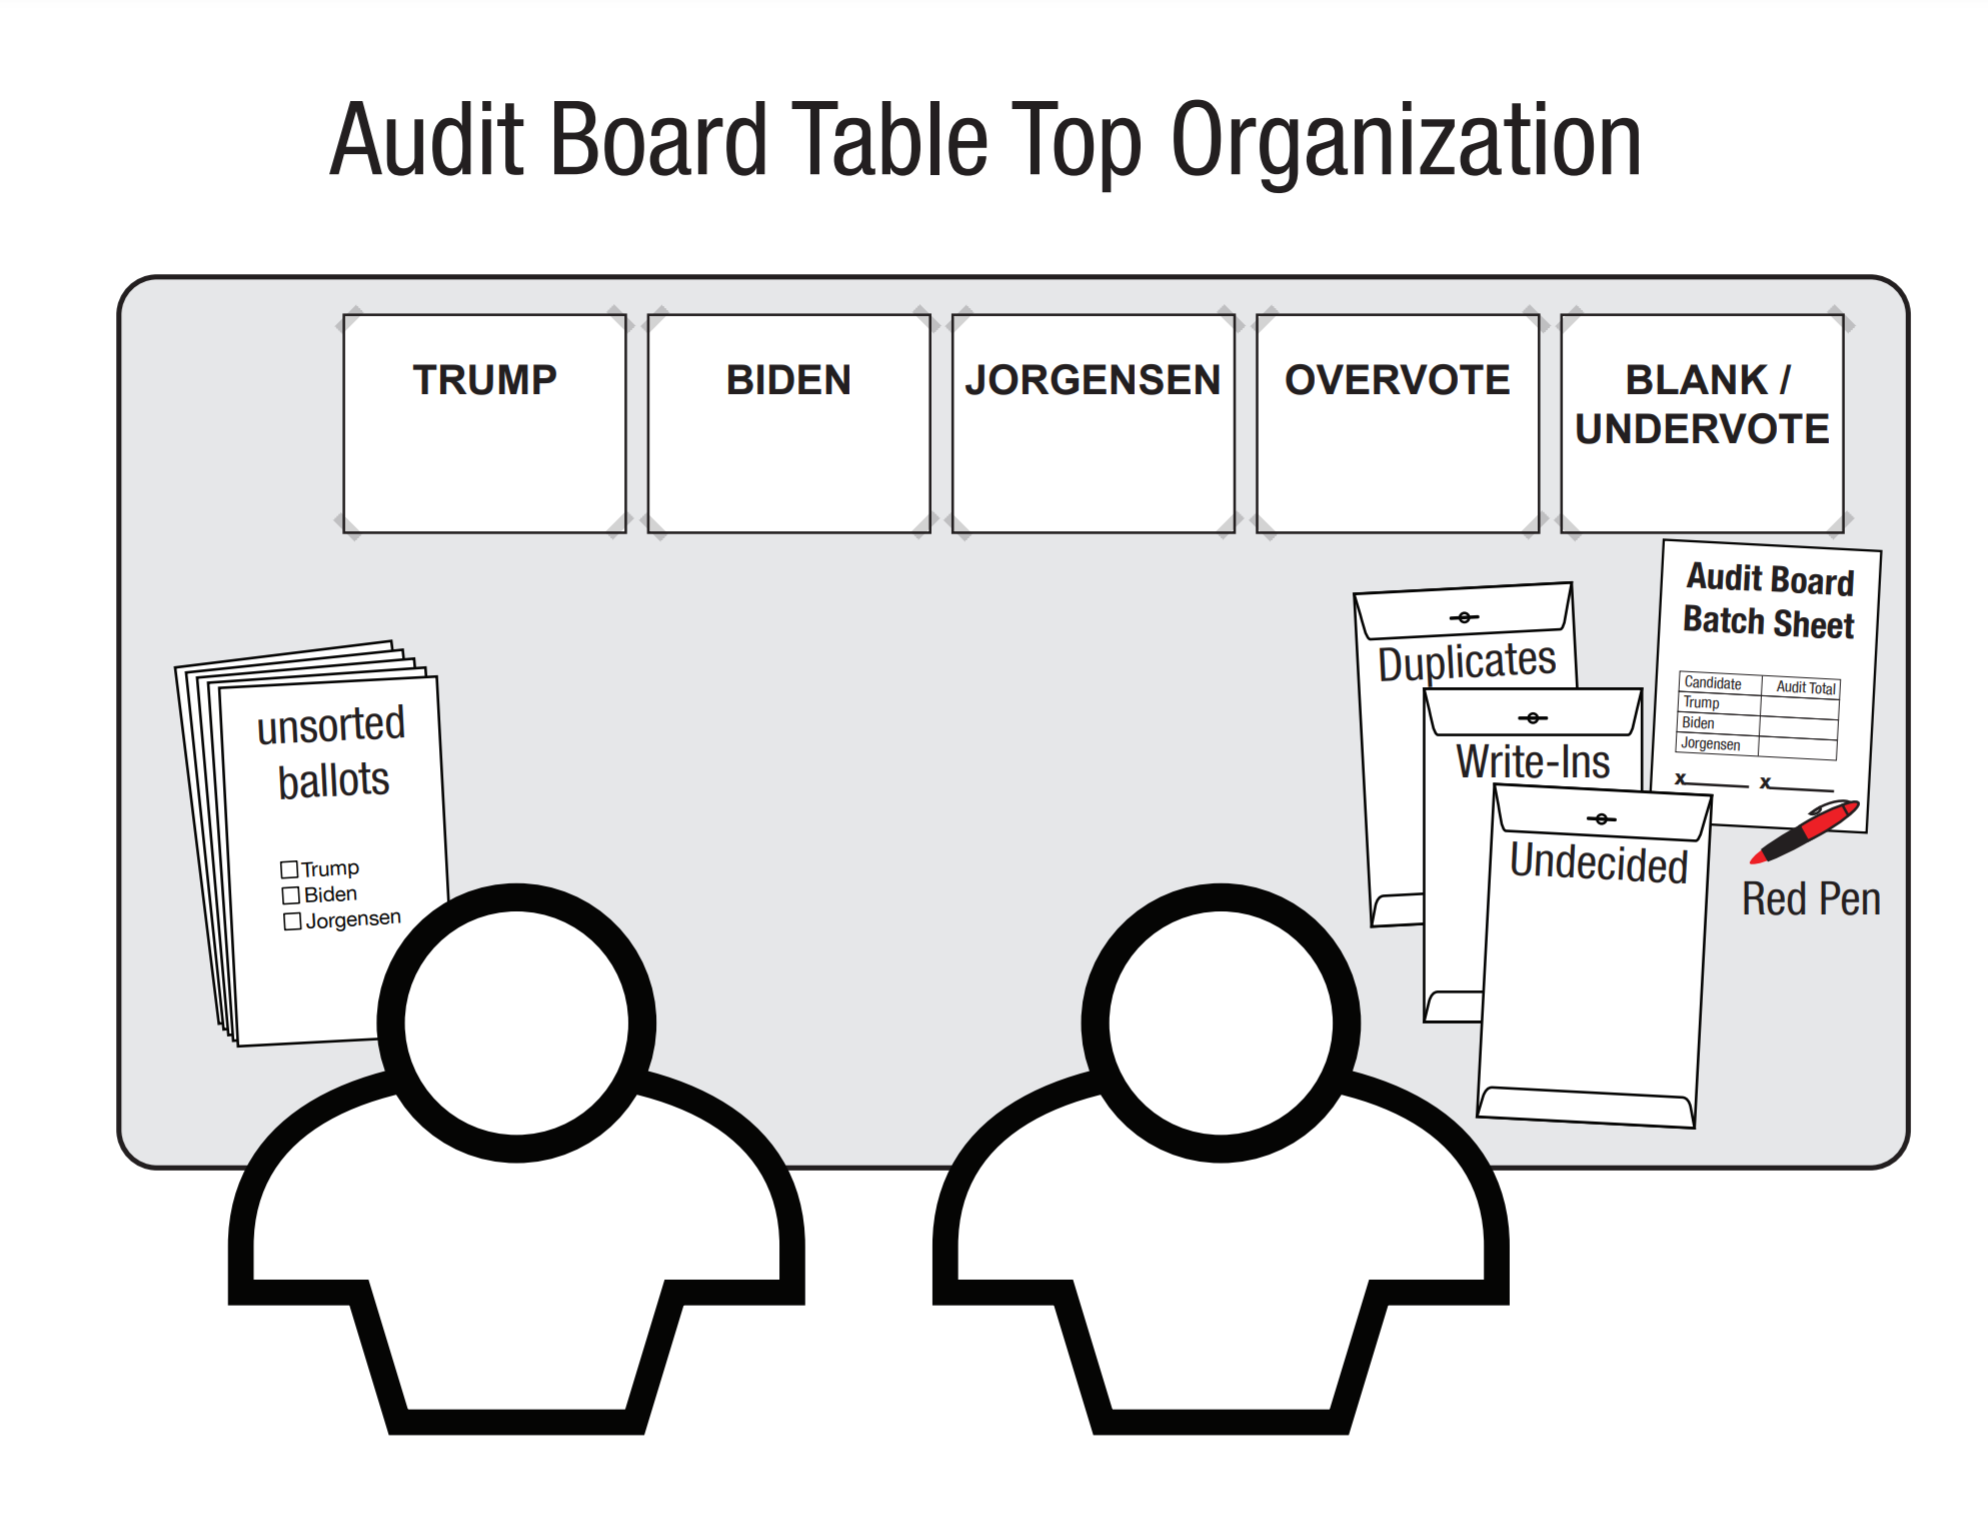 Audit Board Table Top Organization
TRUMP
BIDEN
JORGENSEN
OVERVOTE
BLANK /
UNDERVOTE
unsorted
ballots
Trump
Biden
Jorgensen
Duplicates
Write-Ins
Undecided
Audit Board
Batch Sheet
Candidate Audit Total
Trump
Biden
Jorgensen
x______ x______
Red Pen